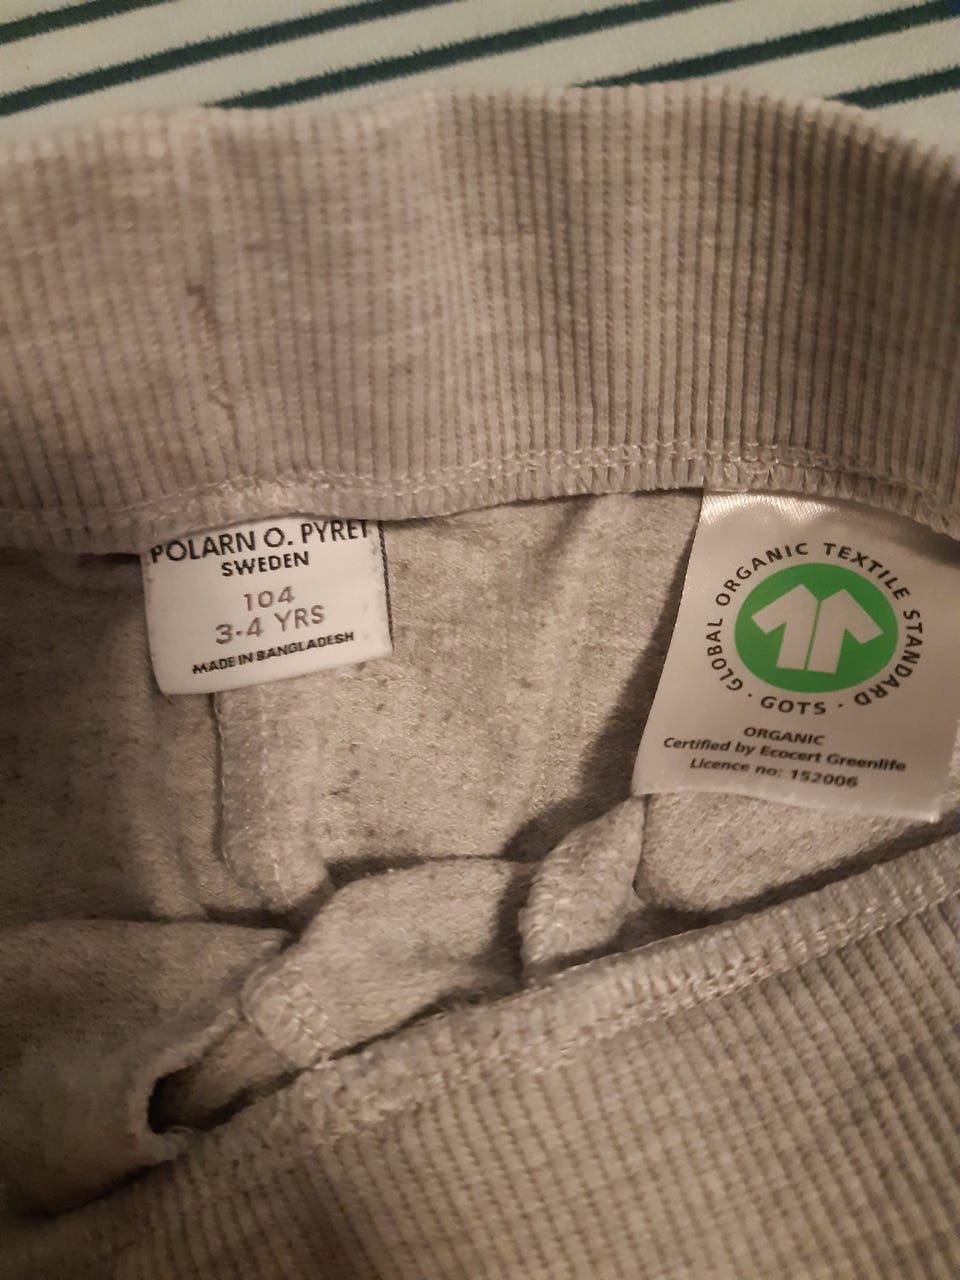 POLARN O. PYRET
SWEDEN
104
3-4 YRS
MADE IN BANGLADESH
GLOBAL ORGANIC TEXTILE STANDARD · GOTS ·
ORGANIC
Certified by Ecocert Greenlife
Licence no: 152006